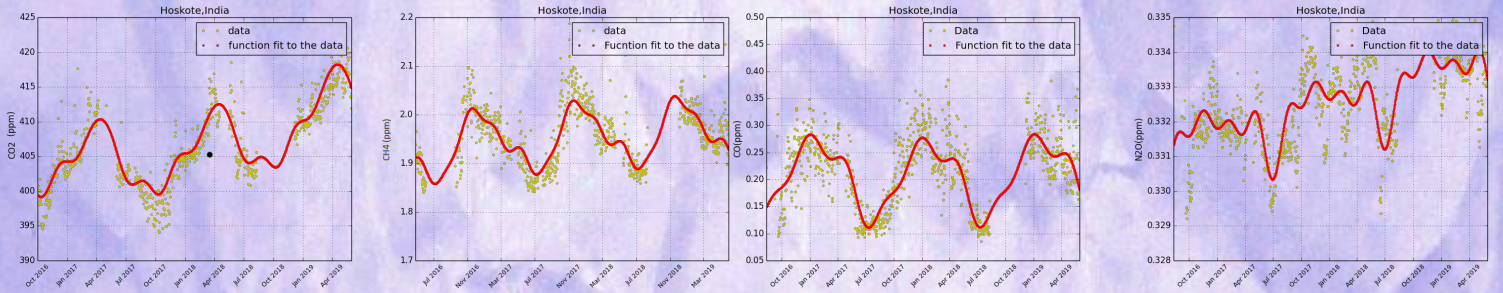 Hoskote,India
425
420
415
410
405
400
395
390
CO2 (ppm)
data
function fit to the data
Oct 2016
Jan 2017
Apr 2017
Jul 2017
Oct 2017
Jan 2018
Apr 2018
Jul 2018
Oct 2018
Jan 2019
Apr 2019
Hoskote,India
2.2
2.1
2.0
1.9
1.8
1.7
CH4 (ppm)
data
Fucntion fit to the data
Jul 2016
Nov 2016
Mar 2017
Jul 2017
Nov 2017
Mar 2018
Jul 2018
Nov 2018
Mar 2019
Hoskote,India
0.50
0.45
0.40
0.35
0.30
0.25
0.20
0.15
0.10
0.05
CO(ppm)
Data
Function fit to the data
Oct 2016
Jan 2017
Apr 2017
Jul 2017
Oct 2017
Jan 2018
Apr 2018
Jul 2018
Oct 2018
Jan 2019
Apr 2019
Hoskote,India
0.335
0.334
0.333
0.332
0.331
0.330
0.329
0.328
N2O(ppm)
Data
Function fit to the data
Oct 2016
Jan 2017
Apr 2017
Jul 2017
Oct 2017
Jan 2018
Apr 2018
Jul 2018
Oct 2018
Jan 2019
Apr 2019